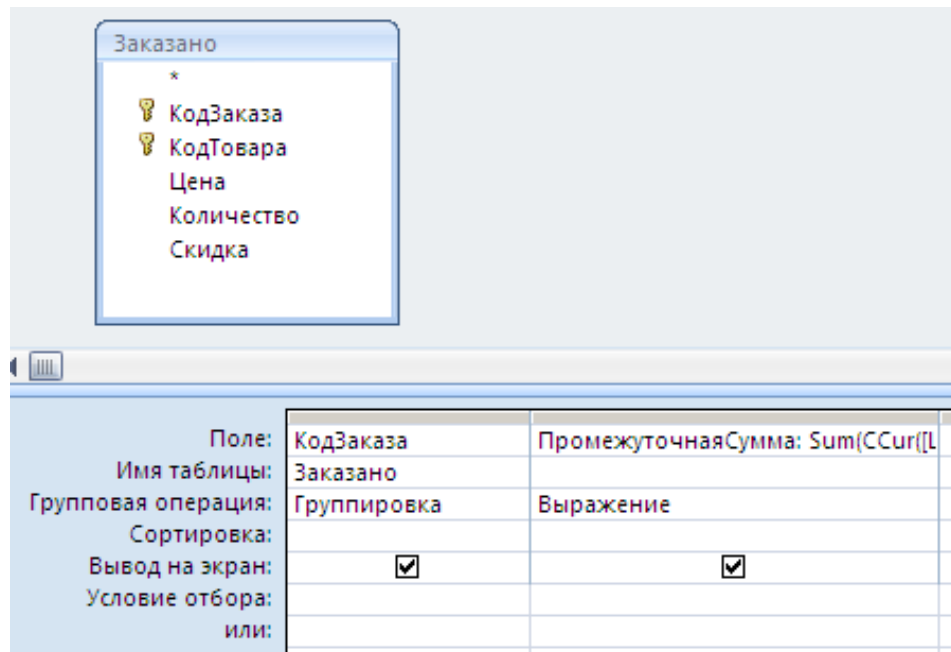 Заказано
*
КодЗаказа
КодТовара
Цена
Количество
Скидка
Поле: КодЗаказа ПромежуточнаяСумма: Sum(CCur([
Имя таблицы: Заказано
Групповая операция: Группировка Выражение
Сортировка:
Вывод на экран:
Условие отбора:
или: